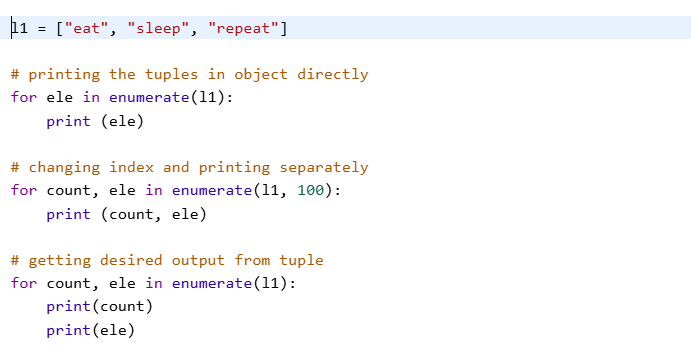 l1 = ["eat", "sleep", "repeat"]

# printing the tuples in object directly
for ele in enumerate(l1):
    print (ele)

# changing index and printing separately
for count, ele in enumerate(l1, 100):
    print (count, ele)

# getting desired output from tuple
for count, ele in enumerate(l1):
    print(count)
    print(ele)